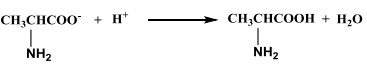 CH₃CHCOO⁻ + H⁺ ⟶ CH₃CHCOOH + H₂O
NH₂ NH₂